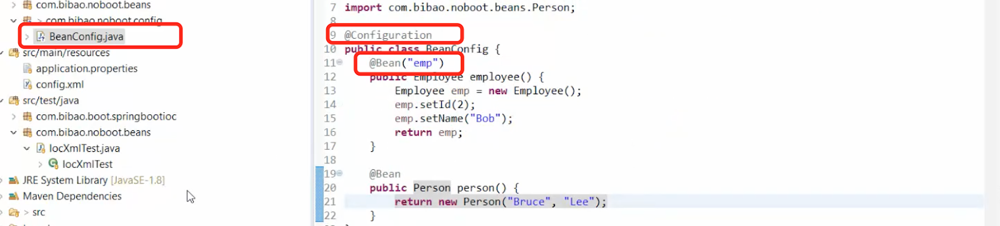 com.bibao.noboot.beans
> com.bibao.noboot.config
BeanConfig.java
src/main/resources
application.properties
config.xml
src/test/java
com.bibao.boot.springbootioc
com.bibao.noboot.beans
IocXmlTest.java
IocXmlTest
JRE System Library [JavaSE-1.8]
Maven Dependencies
> src
7 import com.bibao.noboot.beans.Person;
8
9 @Configuration
10 public class BeanConfig {
11 @Bean("emp")
12 public Employee employee() {
13 Employee emp = new Employee();
14 emp.setId(2);
15 emp.setName("Bob");
16 return emp;
17 }
18
19 @Bean
20 public Person person() {
21 return new Person("Bruce", "Lee");
22 }